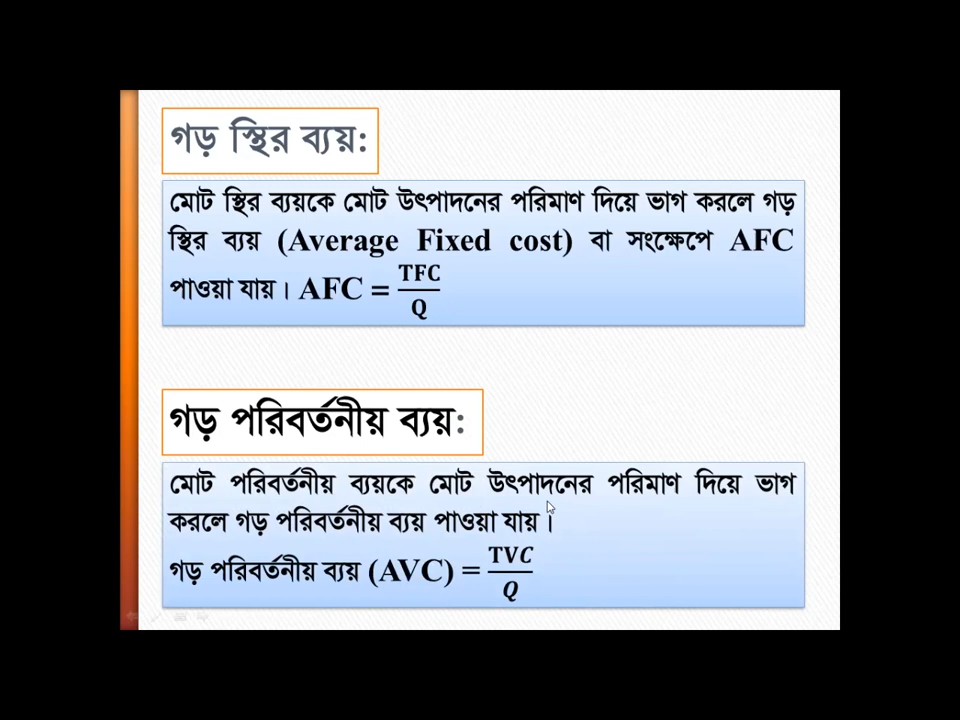 গড় স্থির ব্যয়:
মোট স্থির ব্যয়কে মোট উৎপাদনের পরিমাণ দিয়ে ভাগ করলে গড়
স্থির ব্যয় (Average Fixed cost) বা সংক্ষেপে AFC
পাওয়া যায়। AFC = TFC/Q
গড় পরিবর্তনীয় ব্যয়:
মোট পরিবর্তনীয় ব্যয়কে মোট উৎপাদনের পরিমাণ দিয়ে ভাগ
করলে গড় পরিবর্তনীয় ব্যয় পাওয়া যায়।
গড় পরিবর্তনীয় ব্যয় (AVC) = TVC/Q